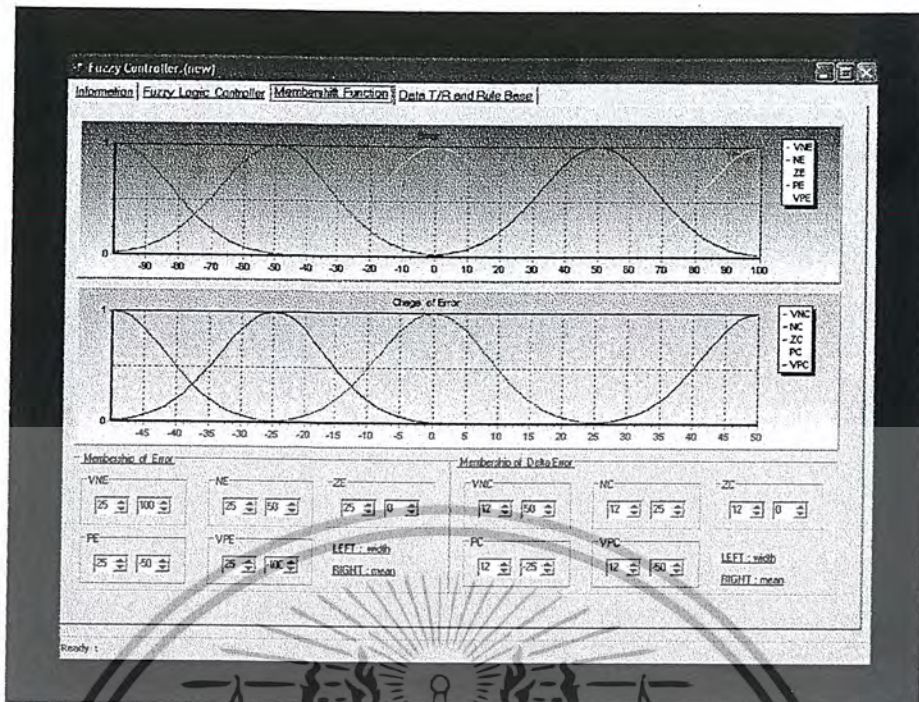 Fuzzy Controller.(new)
Information Fuzzy Logic Controller Membershift Function Data T/R and Rule Base
Error
1
0
-90 -80 -70 -60 -50 -40 -30 -20 -10 0 10 20 30 40 50 60 70 80 90 100
- VNE
- NE
ZE
- PE
VPE
Chage of Error
1
0
-45 -40 -35 -30 -25 -20 -15 -10 -5 0 5 10 15 20 25 30 35 40 45 50
- VNC
- NC
- ZC
PC
- VPC
Membership of Error
VNE NE ZE
25 100 25 50 25 0
PE VPE
25 -50 25 -100
LEFT : width
RIGHT : mean
Membership of Delta Error
VNC NC ZC
12 50 12 25 12 0
PC VPC
12 -25 12 -50
LEFT : width
RIGHT : mean
Ready :